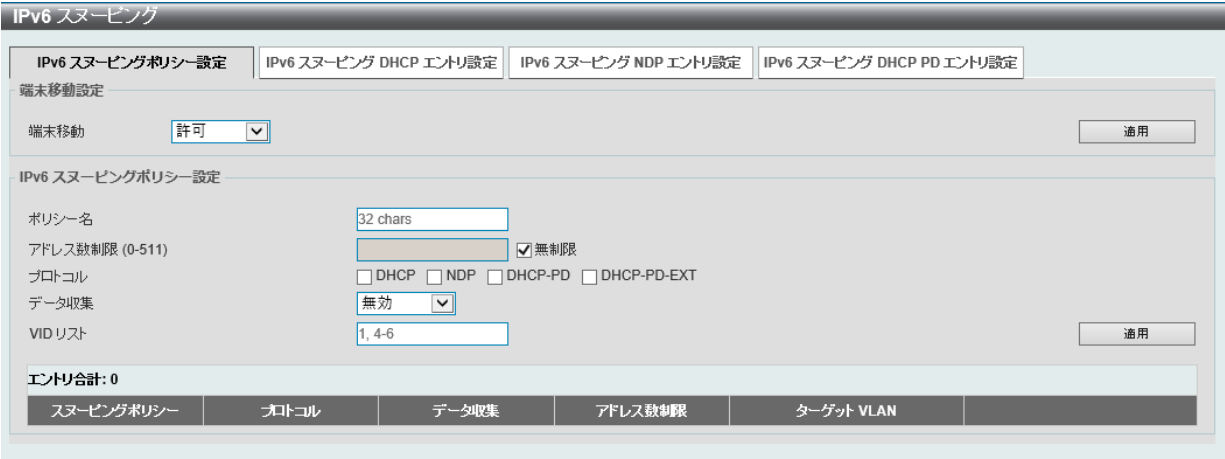 IPv6 スヌーピング
IPv6 スヌーピングポリシー設定 IPv6 スヌーピング DHCP エントリ設定 IPv6 スヌーピング NDP エントリ設定 IPv6 スヌーピング DHCP PD エントリ設定
端末移動設定
端末移動 許可 適用
IPv6 スヌーピングポリシー設定
ポリシー名 32 chars
アドレス数制限 (0-511) 無制限
プロトコル DHCP NDP DHCP-PD DHCP-PD-EXT
データ収集 無効
VID リスト 1, 4-6 適用
エントリ合計: 0
スヌーピングポリシー プロトコル データ収集 アドレス数制限 ターゲット VLAN